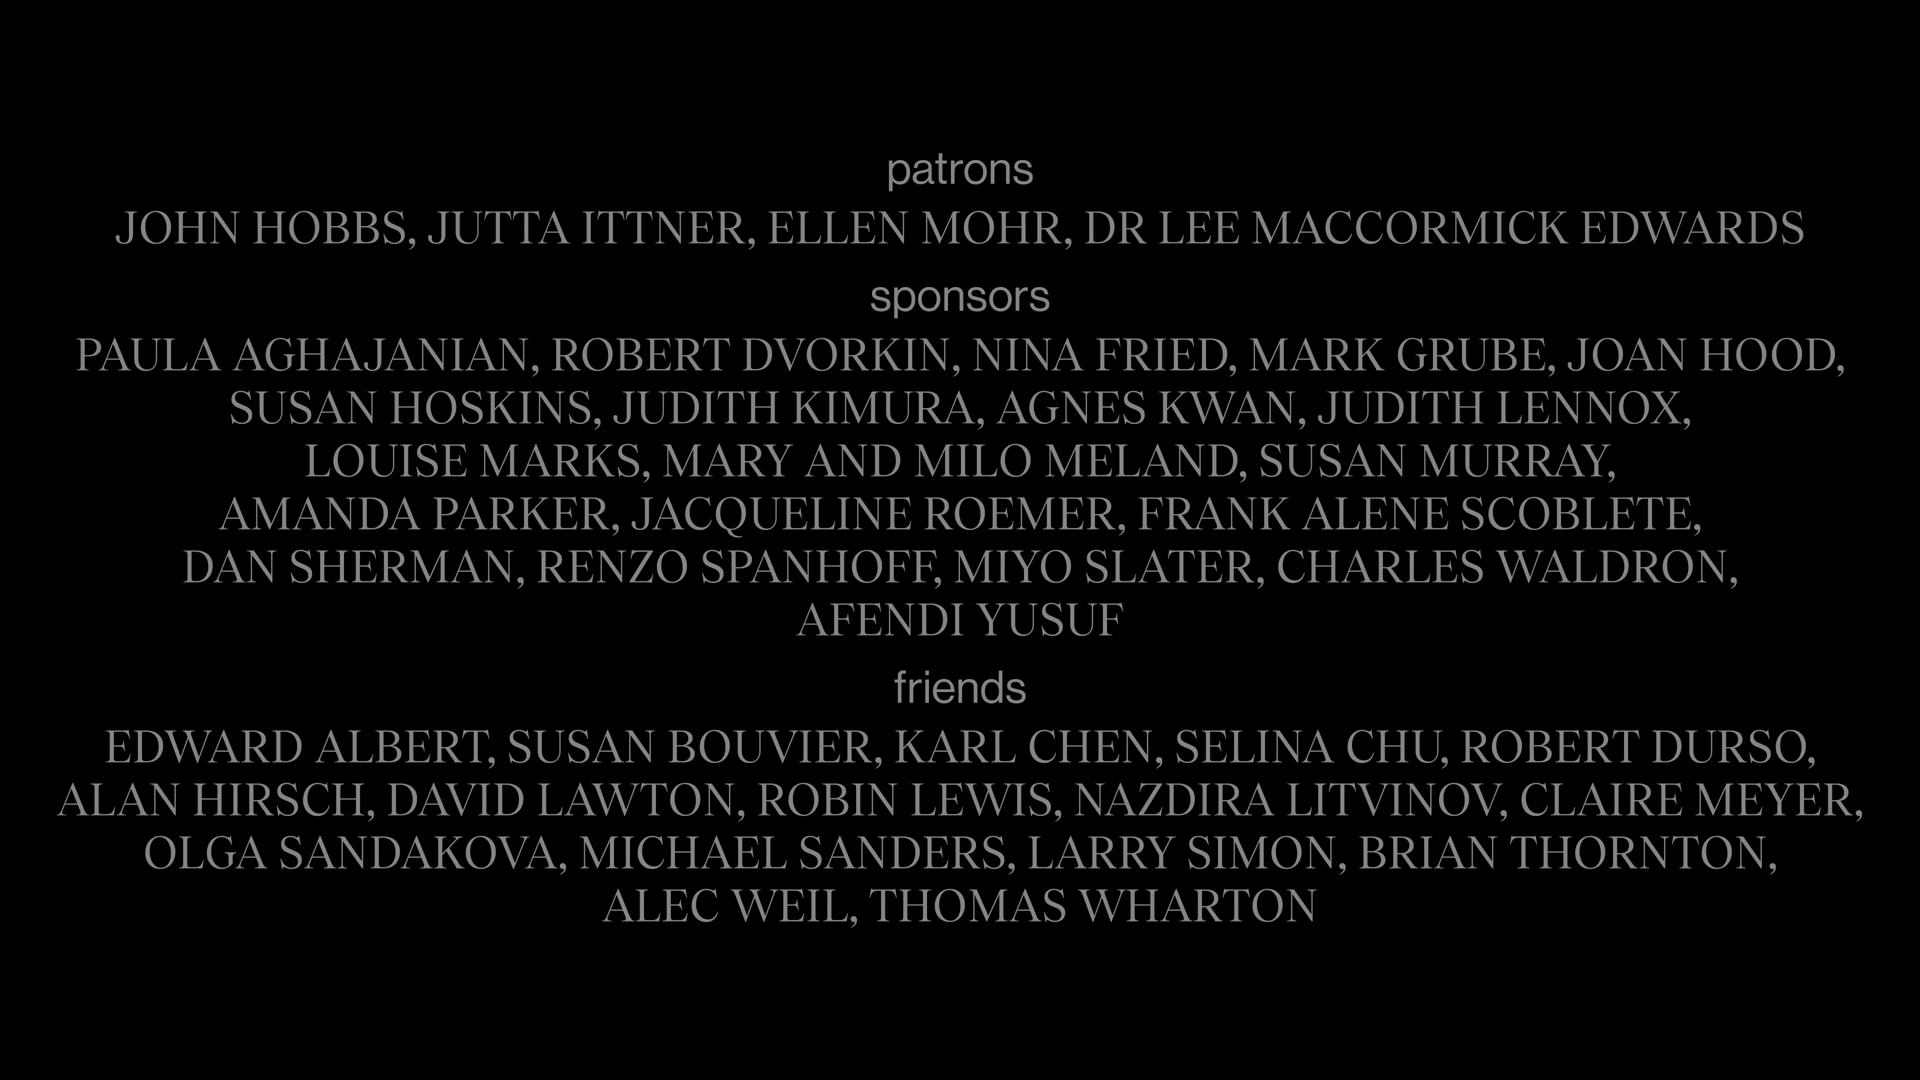 patrons
JOHN HOBBS, JUTTA ITTNER, ELLEN MOHR, DR LEE MACCORMICK EDWARDS
sponsors
PAULA AGHAJANIAN, ROBERT DVORKIN, NINA FRIED, MARK GRUBE, JOAN HOOD,
SUSAN HOSKINS, JUDITH KIMURA, AGNES KWAN, JUDITH LENNOX,
LOUISE MARKS, MARY AND MILO MELAND, SUSAN MURRAY,
AMANDA PARKER, JACQUELINE ROEMER, FRANK ALENE SCOBLETE,
DAN SHERMAN, RENZO SPANHOFF, MIYO SLATER, CHARLES WALDRON,
AFENDI YUSUF
friends
EDWARD ALBERT, SUSAN BOUVIER, KARL CHEN, SELINA CHU, ROBERT DURSO,
ALAN HIRSCH, DAVID LAWTON, ROBIN LEWIS, NAZDIRA LITVINOV, CLAIRE MEYER,
OLGA SANDAKOVA, MICHAEL SANDERS, LARRY SIMON, BRIAN THORNTON,
ALEC WEIL, THOMAS WHARTON